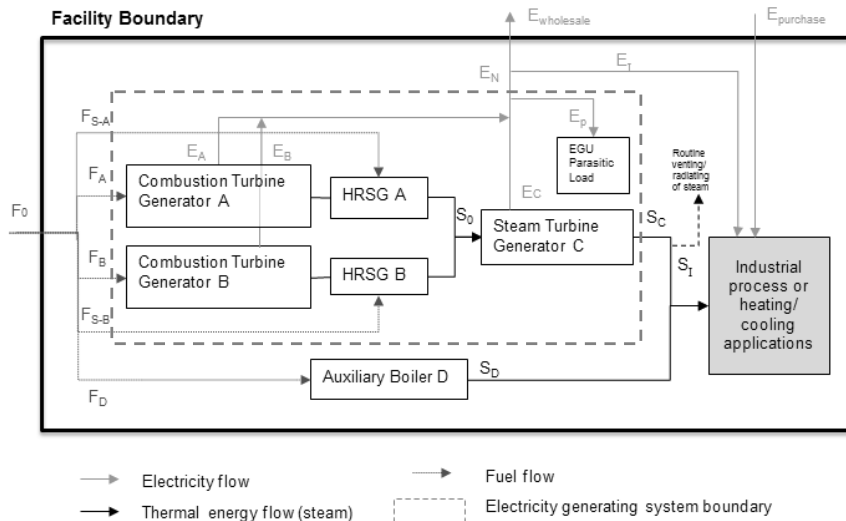 Facility Boundary
E_wholesale
E_purchase
E_N
E_I
F_S-A
E_A
E_B
E_p
EGU
Parasitic
Load
Routine
venting/
radiating
of steam
F_A
Combustion Turbine
Generator A
HRSG A
F_0
E_C
S_0
Steam Turbine
Generator C
S_C
F_B
Combustion Turbine
Generator B
HRSG B
S_I
Industrial
process or
heating/
cooling
applications
F_S-B
Auxiliary Boiler D
S_D
F_D
Electricity flow
Fuel flow
Thermal energy flow (steam)
Electricity generating system boundary